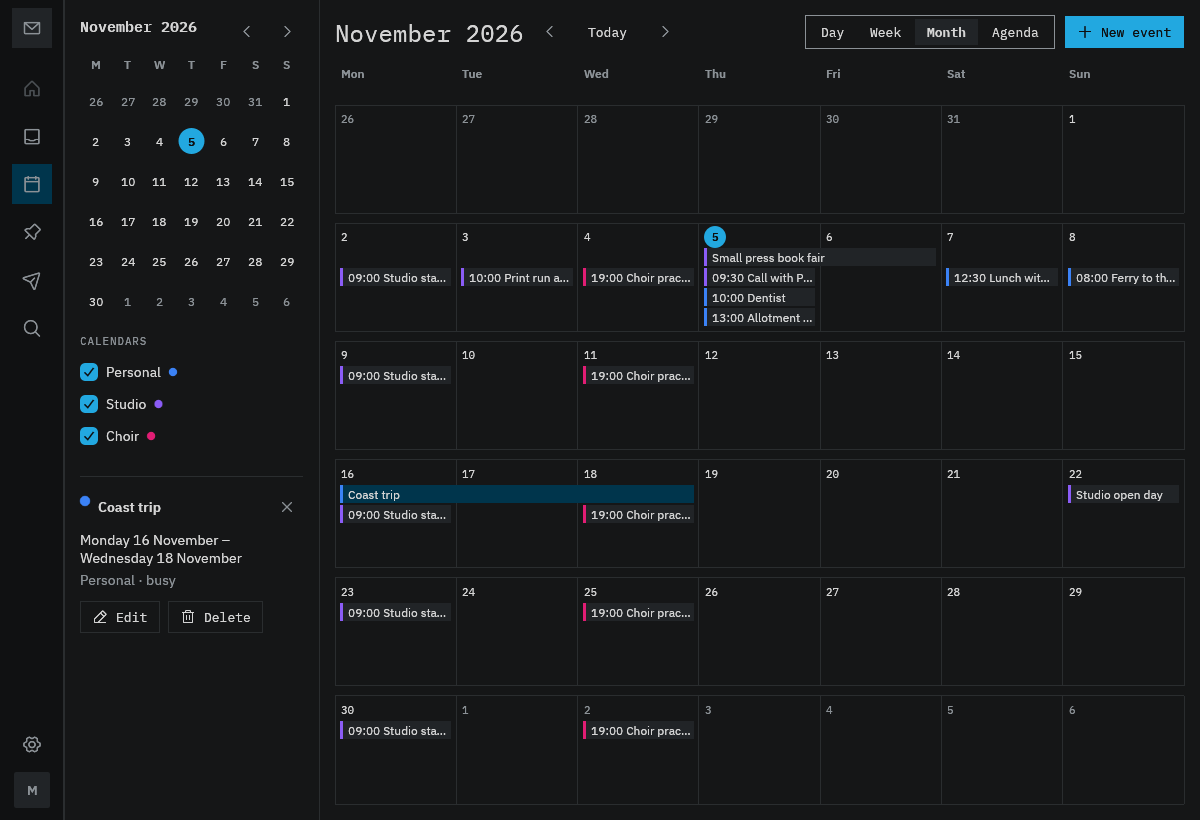 November 2026
M T W T F S S
26 27 28 29 30 31 1
2 3 4 5 6 7 8
9 10 11 12 13 14 15
16 17 18 19 20 21 22
23 24 25 26 27 28 29
30 1 2 3 4 5 6
CALENDARS
Personal
Studio
Choir
Coast trip
Monday 16 November –
Wednesday 18 November
Personal · busy
Edit Delete
M
November 2026 Today Day Week Month Agenda New event
Mon Tue Wed Thu Fri Sat Sun
26 27 28 29 30 31 1
2 3 4 5 6 7 8
Small press book fair
09:00 Studio sta… 10:00 Print run a… 19:00 Choir prac… 09:30 Call with P… 12:30 Lunch wit… 08:00 Ferry to th…
10:00 Dentist
13:00 Allotment …
9 10 11 12 13 14 15
09:00 Studio sta… 19:00 Choir prac…
16 17 18 19 20 21 22
Coast trip Studio open day
09:00 Studio sta… 19:00 Choir prac…
23 24 25 26 27 28 29
09:00 Studio sta… 19:00 Choir prac…
30 1 2 3 4 5 6
09:00 Studio sta… 19:00 Choir prac…